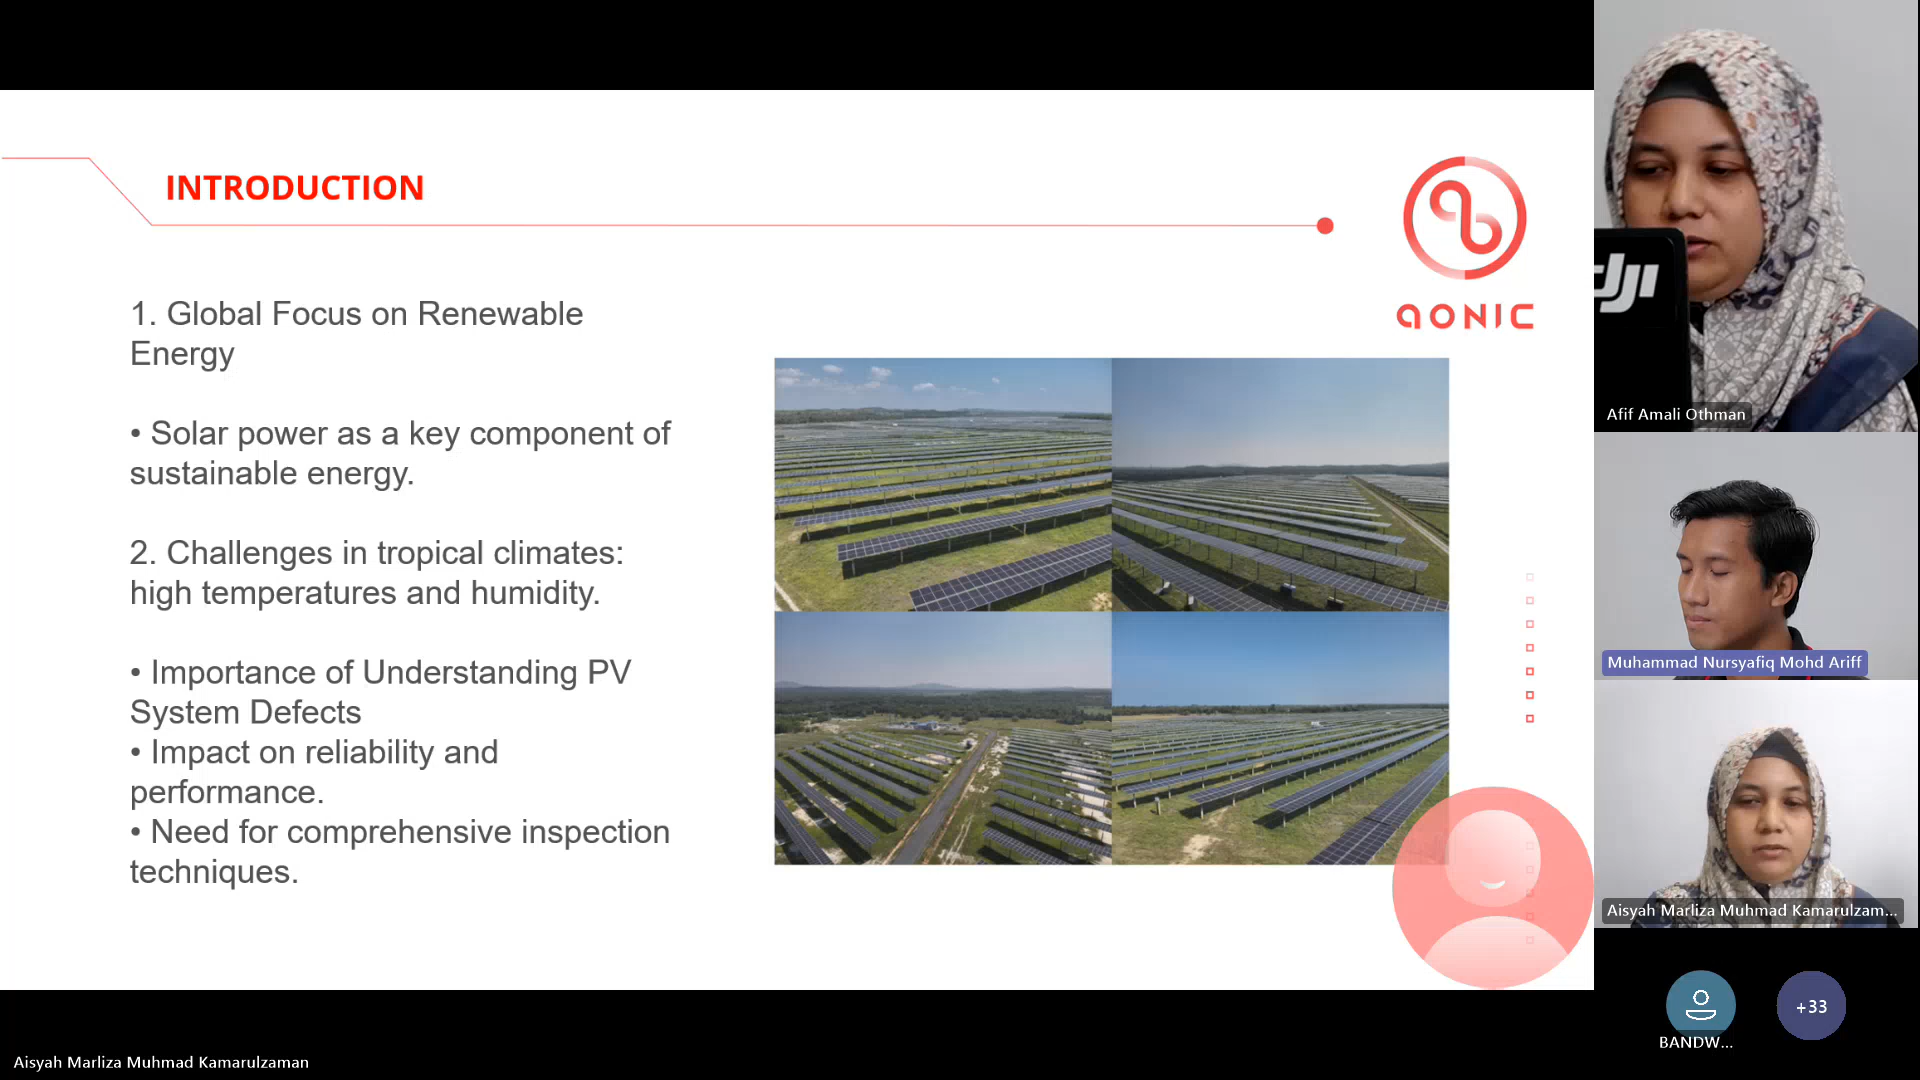 INTRODUCTION
AONIC
1. Global Focus on Renewable
Energy
• Solar power as a key component of
sustainable energy.
2. Challenges in tropical climates:
high temperatures and humidity.
• Importance of Understanding PV
System Defects
• Impact on reliability and
performance.
• Need for comprehensive inspection
techniques.
dji
Afif Amali Othman
Muhammad Nursyafiq Mohd Ariff
Aisyah Marliza Muhmad Kamarulzam...
BANDW...
+33
Aisyah Marliza Muhmad Kamarulzaman